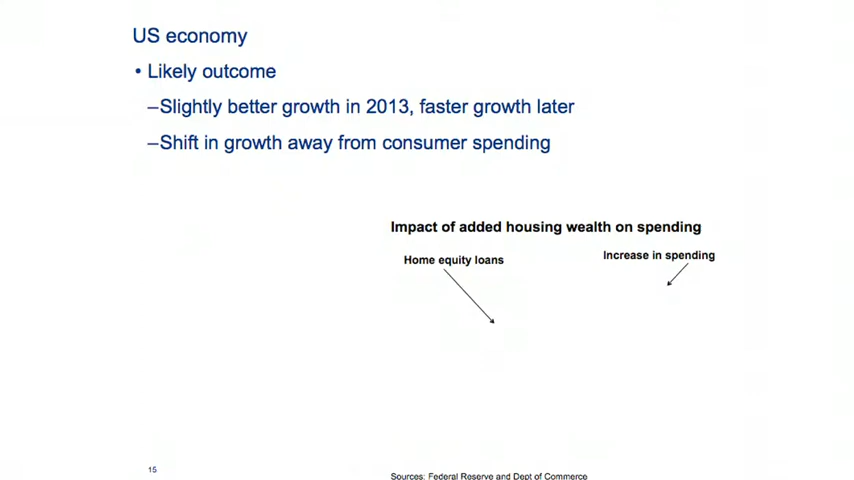 US economy
• Likely outcome
–Slightly better growth in 2013, faster growth later
–Shift in growth away from consumer spending
Impact of added housing wealth on spending
Home equity loans
Increase in spending
15
Sources: Federal Reserve and Dept of Commerce